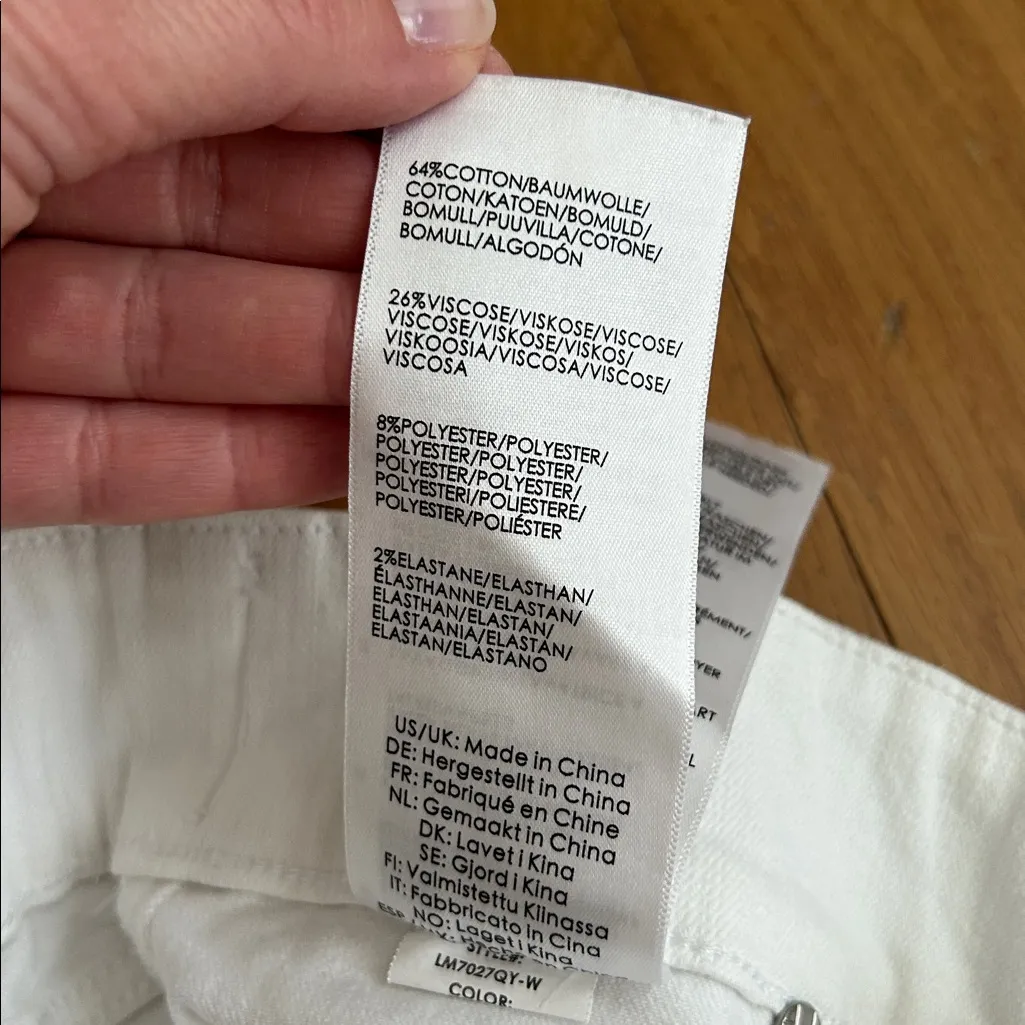 64%COTTON/BAUMWOLLE/
COTON/KATOEN/BOMULD/
BOMULL/PUUVILLA/COTONE/
BOMULL/ALGODÓN
26%VISCOSE/VISKOSE/VISCOSE/
VISCOSE/VISKOSE/VISKOS/
VISKOOSIA/VISCOSA/VISCOSE/
VISCOSA
8%POLYESTER/POLYESTER/
POLYESTER/POLYESTER/
POLYESTER/POLYESTER/
POLYESTERI/POLIESTERE/
POLYESTER/POLIÉSTER
2%ELASTANE/ELASTHAN/
ÉLASTHANNE/ELASTAN/
ELASTHAN/ELASTAN/
ELASTAANIA/ELASTAN/
ELASTAN/ELASTANO
US/UK: Made in China
DE: Hergestellt in China
FR: Fabriqué en Chine
NL: Gemaakt in China
DK: Lavet i Kina
SE: Gjord i Kina
FI: Valmistettu Kiinassa
IT: Fabbricato in Cina
NO: Laget i Kina
LM7027QY-W
COLOR: